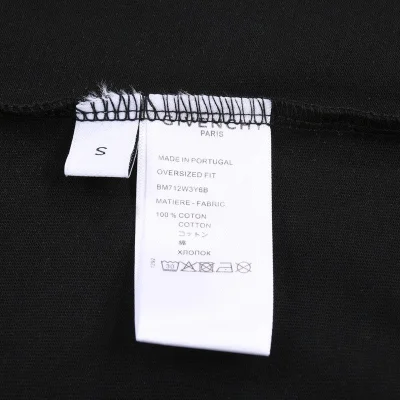 S
GIVENCHY
PARIS
MADE IN PORTUGAL
OVERSIZED FIT
BM712W3Y6B
MATIERE - FABRIC
100 % COTON
COTTON
コットン
棉
ХЛОПОК